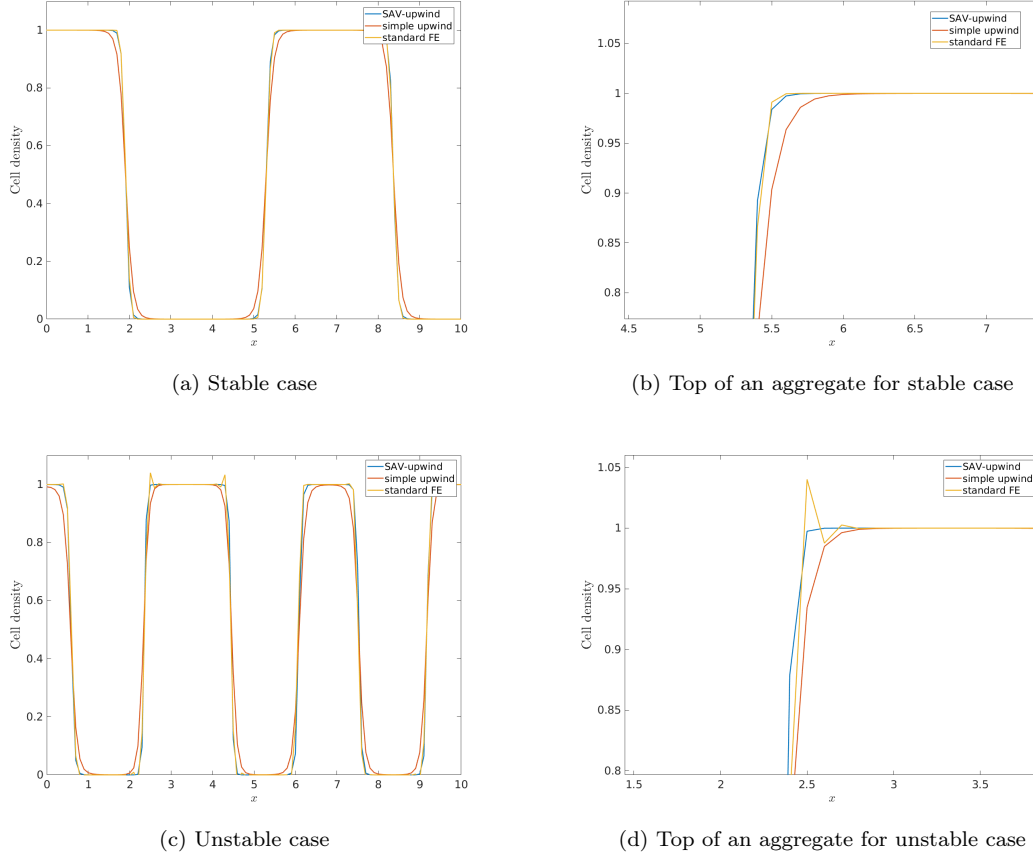 SAV-upwind
simple upwind
standard FE
1
0.8
0.6
0.4
0.2
0
Cell density
0 1 2 3 4 5 6 7 8 9 10
x
(a) Stable case
SAV-upwind
simple upwind
standard FE
1.05
1
0.95
0.9
0.85
0.8
Cell density
4.5 5 5.5 6 6.5 7
x
(b) Top of an aggregate for stable case
SAV-upwind
simple upwind
standard FE
1
0.8
0.6
0.4
0.2
0
Cell density
0 1 2 3 4 5 6 7 8 9 10
x
(c) Unstable case
SAV-upwind
simple upwind
standard FE
1.05
1
0.95
0.9
0.85
0.8
Cell density
1.5 2 2.5 3 3.5
x
(d) Top of an aggregate for unstable case